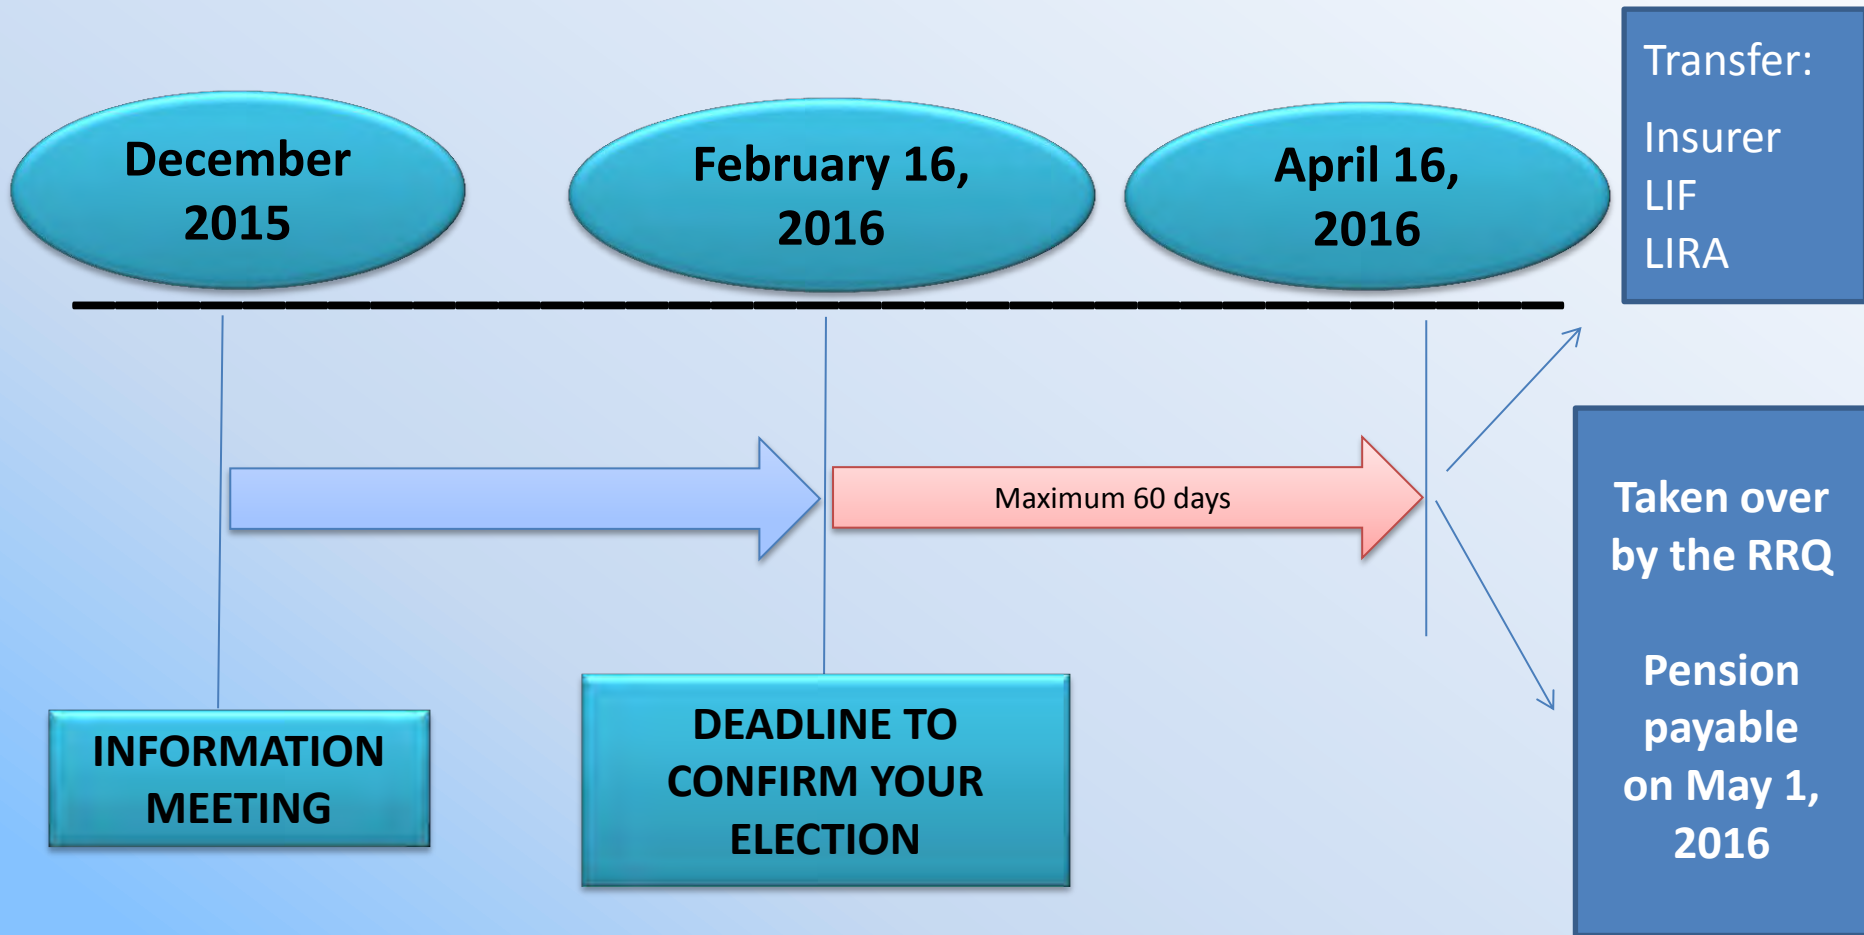 December
2015
February 16,
2016
April 16,
2016
Transfer:
Insurer
LIF
LIRA
Maximum 60 days
INFORMATION
MEETING
DEADLINE TO
CONFIRM YOUR
ELECTION
Taken over
by the RRQ
Pension
payable
on May 1,
2016